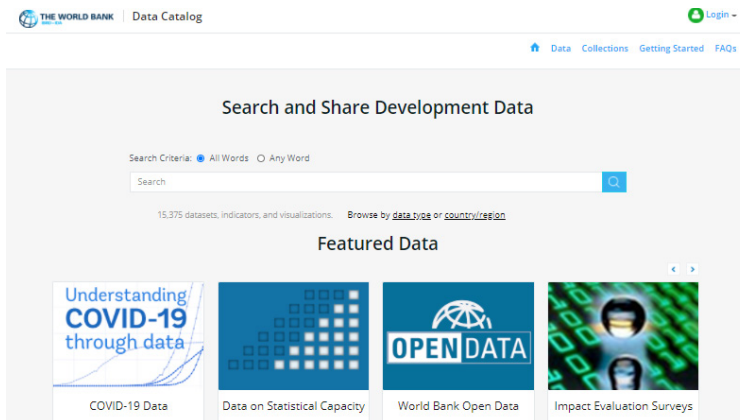 THE WORLD BANK
IBRD • IDA
Data Catalog
Login
Data Collections Getting Started FAQs
Search and Share Development Data
Search Criteria: All Words Any Word
Search
15,375 datasets, indicators, and visualizations. Browse by data type or country/region
Featured Data
Understanding
COVID-19
through data
OPEN DATA
COVID-19 Data
Data on Statistical Capacity
World Bank Open Data
Impact Evaluation Surveys